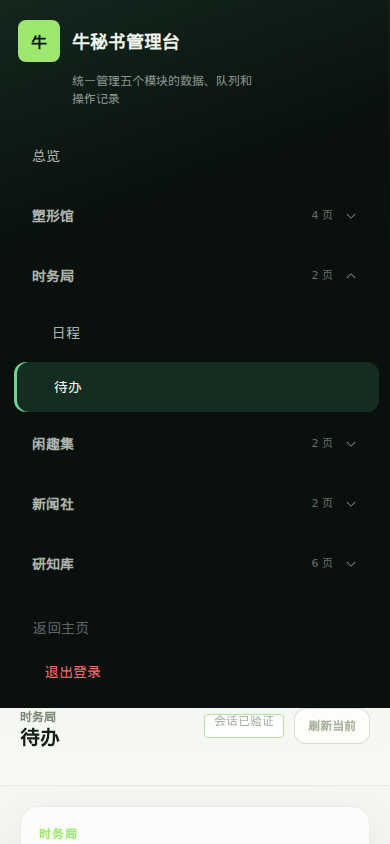 牛
牛秘书管理台
统一管理五个模块的数据、队列和
操作记录
总览
塑形馆 4 页
时务局 2 页
日程
待办
闲趣集 2 页
新闻社 2 页
研知库 6 页
返回主页
退出登录
时务局
待办
会话已验证
刷新当前
时务局